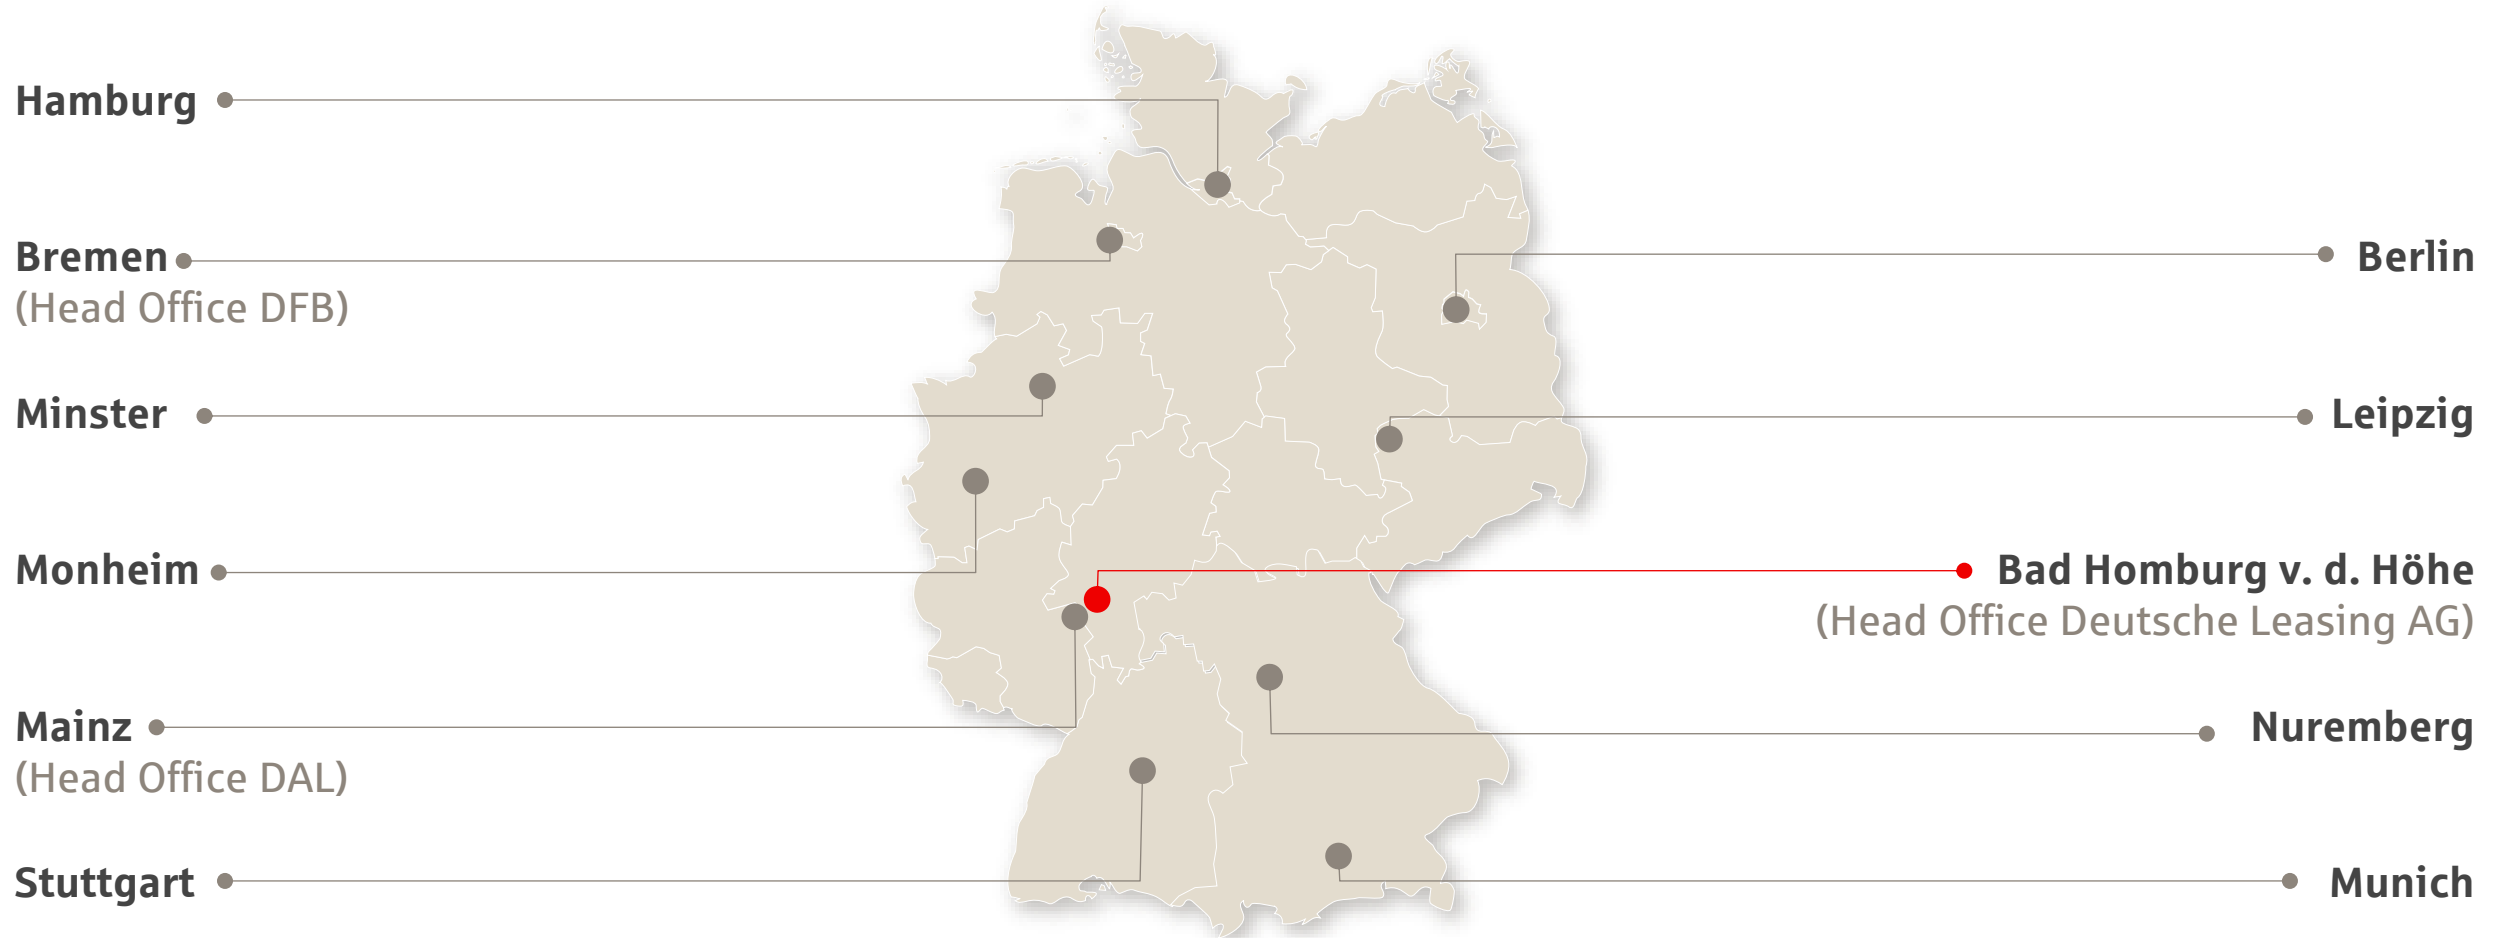 Hamburg
Bremen
(Head Office DFB)
Minster
Monheim
Mainz
(Head Office DAL)
Stuttgart
Berlin
Leipzig
Bad Homburg v. d. Höhe
(Head Office Deutsche Leasing AG)
Nuremberg
Munich